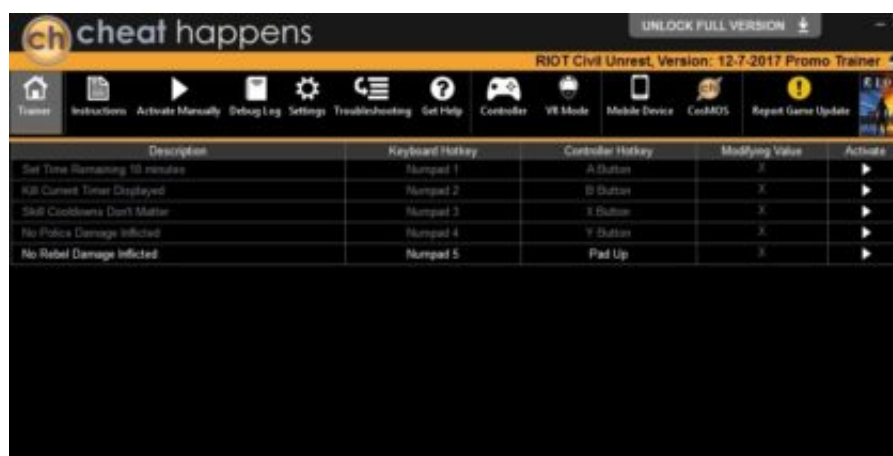 ch cheat happens
UNLOCK FULL VERSION
RIOT Civil Unrest, Version: 12-7-2017 Promo Trainer
Trainer Instructions Activate Manually Debug Log Settings Troubleshooting Get Help Controller VR Mode Mobile Device CosMOS Report Game Update
Description Keyboard Hotkey Controller Hotkey Modifying Value Activate
Set Time Remaining 10 minutes Numpad 1 A Button X
Kill Current Timer Displayed Numpad 2 B Button X
Skill Cooldowns Don't Matter Numpad 3 X Button X
No Police Damage Inflicted Numpad 4 Y Button X
No Rebel Damage Inflicted Numpad 5 Pad Up X